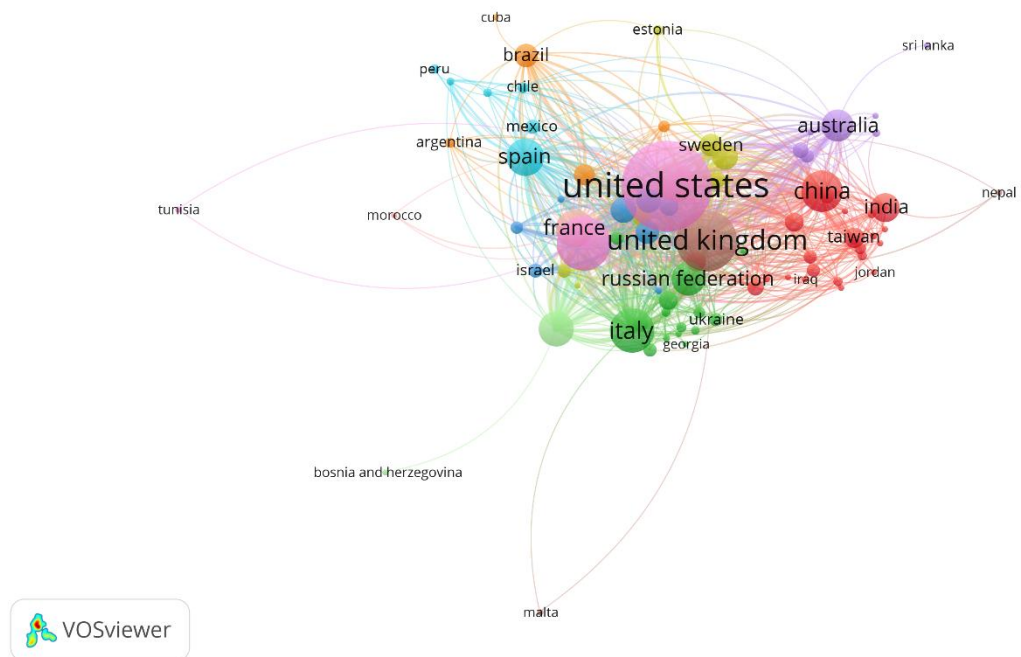 cuba
estonia
brazil
sri lanka
peru
chile
australia
mexico
argentina
sweden
spain
united states
china
nepal
tunisia
morocco
india
france
united kingdom
taiwan
israel
russian federation
iraq
jordan
italy
ukraine
georgia
bosnia and herzegovina
malta
VOSviewer